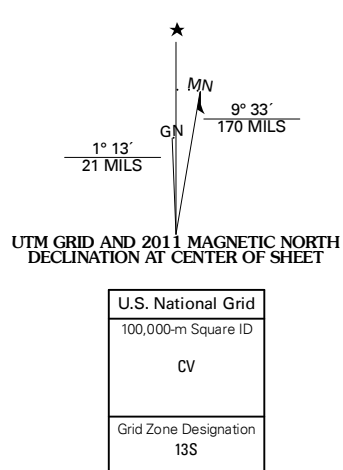 MN
GN
9° 33´
170 MILS
1° 13´
21 MILS
UTM GRID AND 2011 MAGNETIC NORTH
DECLINATION AT CENTER OF SHEET
U.S. National Grid
100,000-m Square ID
CV
Grid Zone Designation
13S